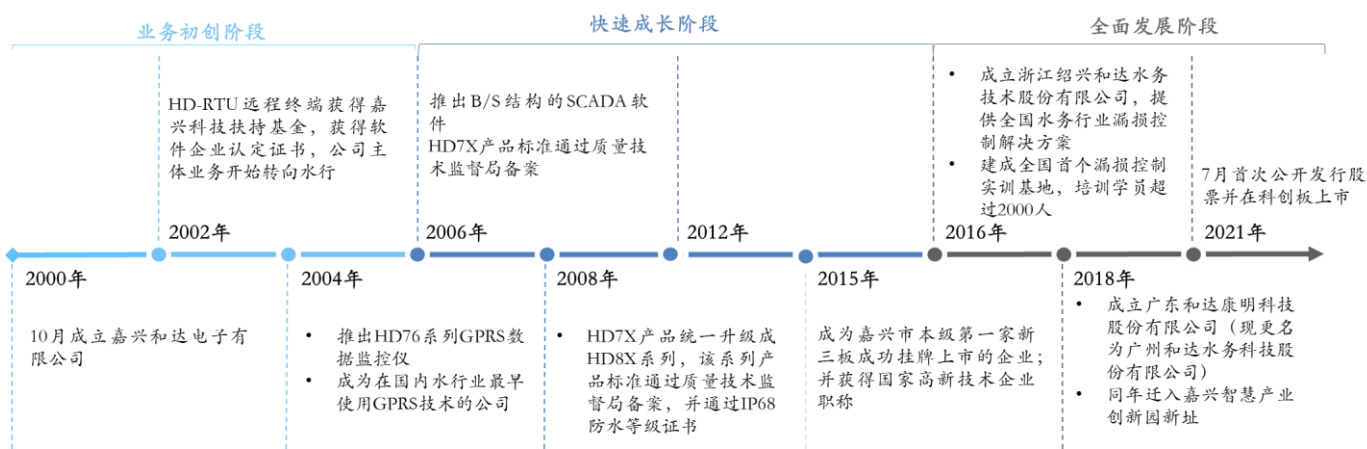 业务初创阶段
快速成长阶段
全面发展阶段
HD-RTU远程终端获得嘉
兴科技扶持基金，获得软
件企业认定证书，公司主
体业务开始转向水行
推出B/S结构的SCADA软
件
HD7X产品标准通过质量技
术监督局备案
• 成立浙江绍兴和达水务
技术股份有限公司，提
供全国水务行业漏损控
制解决方案
• 建成全国首个漏损控制
实训基地，培训学员超
过2000人
7月首次公开发行股
票并在科创板上市
2002年
2006年
2012年
2016年
2021年
2000年
2004年
2008年
2015年
2018年
10月成立嘉兴和达电子有
限公司
• 推出HD76系列GPRS数
据监控仪
• 成为在国内水行业最早
使用GPRS技术的公司
• HD7X产品统一升级成
HD8X系列，该系列产
品标准通过质量技术监
督局备案，并通过IP68
防水等级证书
成为嘉兴市本级第一家新
三板成功挂牌上市的企业；
并获得国家高新技术企业
职称
• 成立广东和达康明科技
股份有限公司（现更名
为广州和达水务科技股
份有限公司）
• 同年迁入嘉兴智慧产业
创新园新址